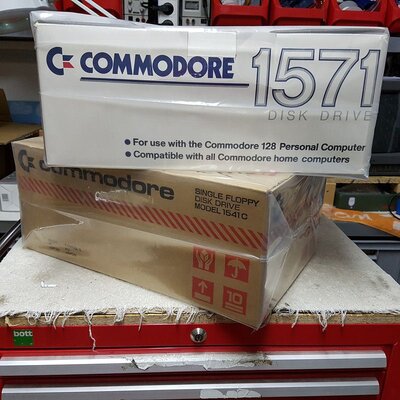 COMMODORE 1571
DISK DRIVE
• For use with the Commodore 128 Personal Computer
• Compatible with all Commodore home computers
commodore
SINGLE FLOPPY
DISK DRIVE
MODEL 1541C
10
bott